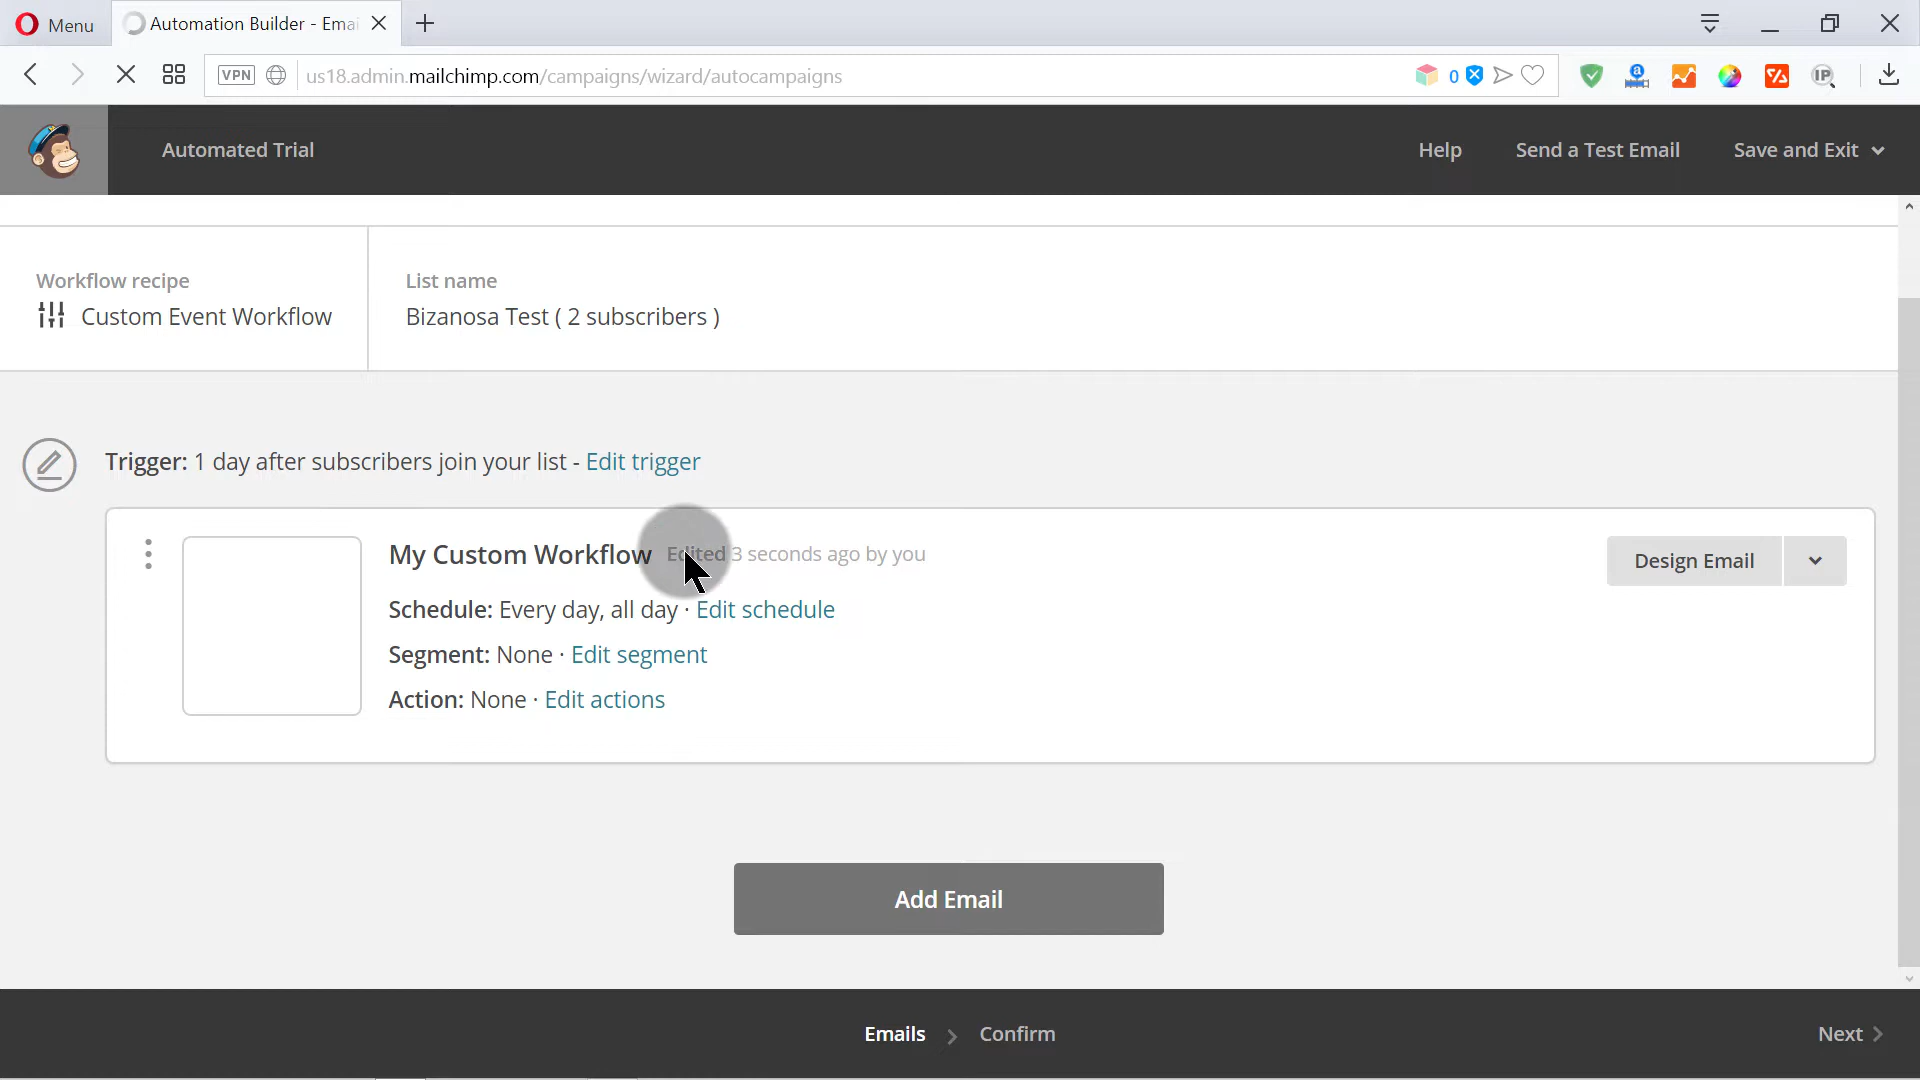 Menu
Automation Builder - Emai
VPN
us18.admin.mailchimp.com/campaigns/wizard/autocampaigns
0
a
IP
Automated Trial
Help
Send a Test Email
Save and Exit
Workflow recipe
Custom Event Workflow
List name
Bizanosa Test ( 2 subscribers )
Trigger: 1 day after subscribers join your list - Edit trigger
My Custom Workflow Edited 3 seconds ago by you
Design Email
Schedule: Every day, all day · Edit schedule
Segment: None · Edit segment
Action: None · Edit actions
Add Email
Emails
Confirm
Next